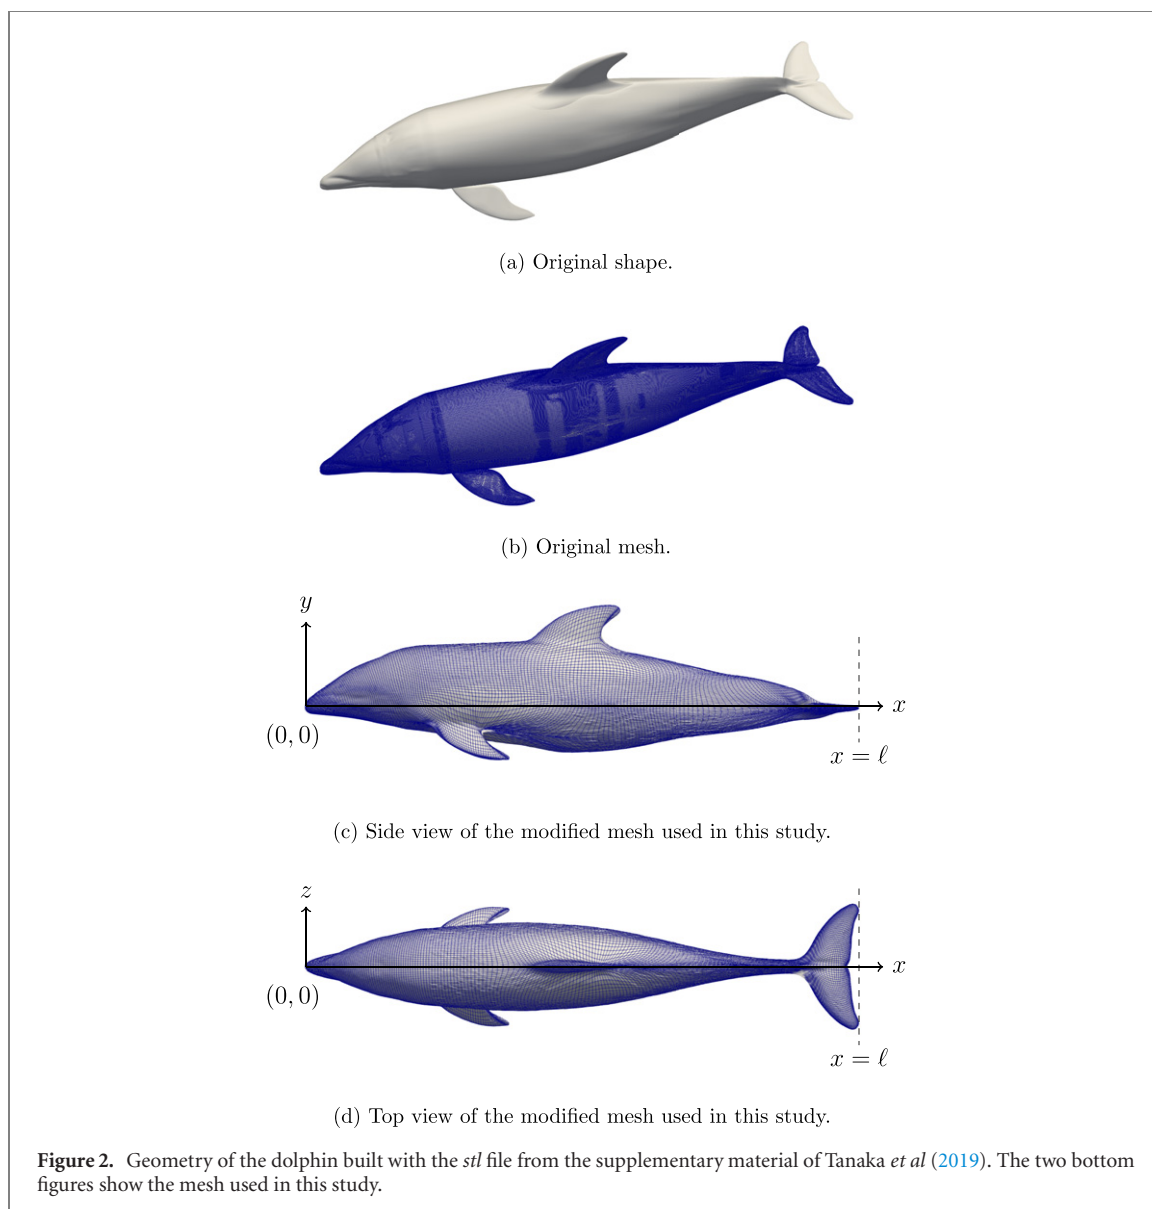 (a) Original shape.
(b) Original mesh.
y
x
(0, 0)
x = ℓ
(c) Side view of the modified mesh used in this study.
z
x
(0, 0)
x = ℓ
(d) Top view of the modified mesh used in this study.
Figure 2. Geometry of the dolphin built with the stl file from the supplementary material of Tanaka et al (2019). The two bottom
figures show the mesh used in this study.